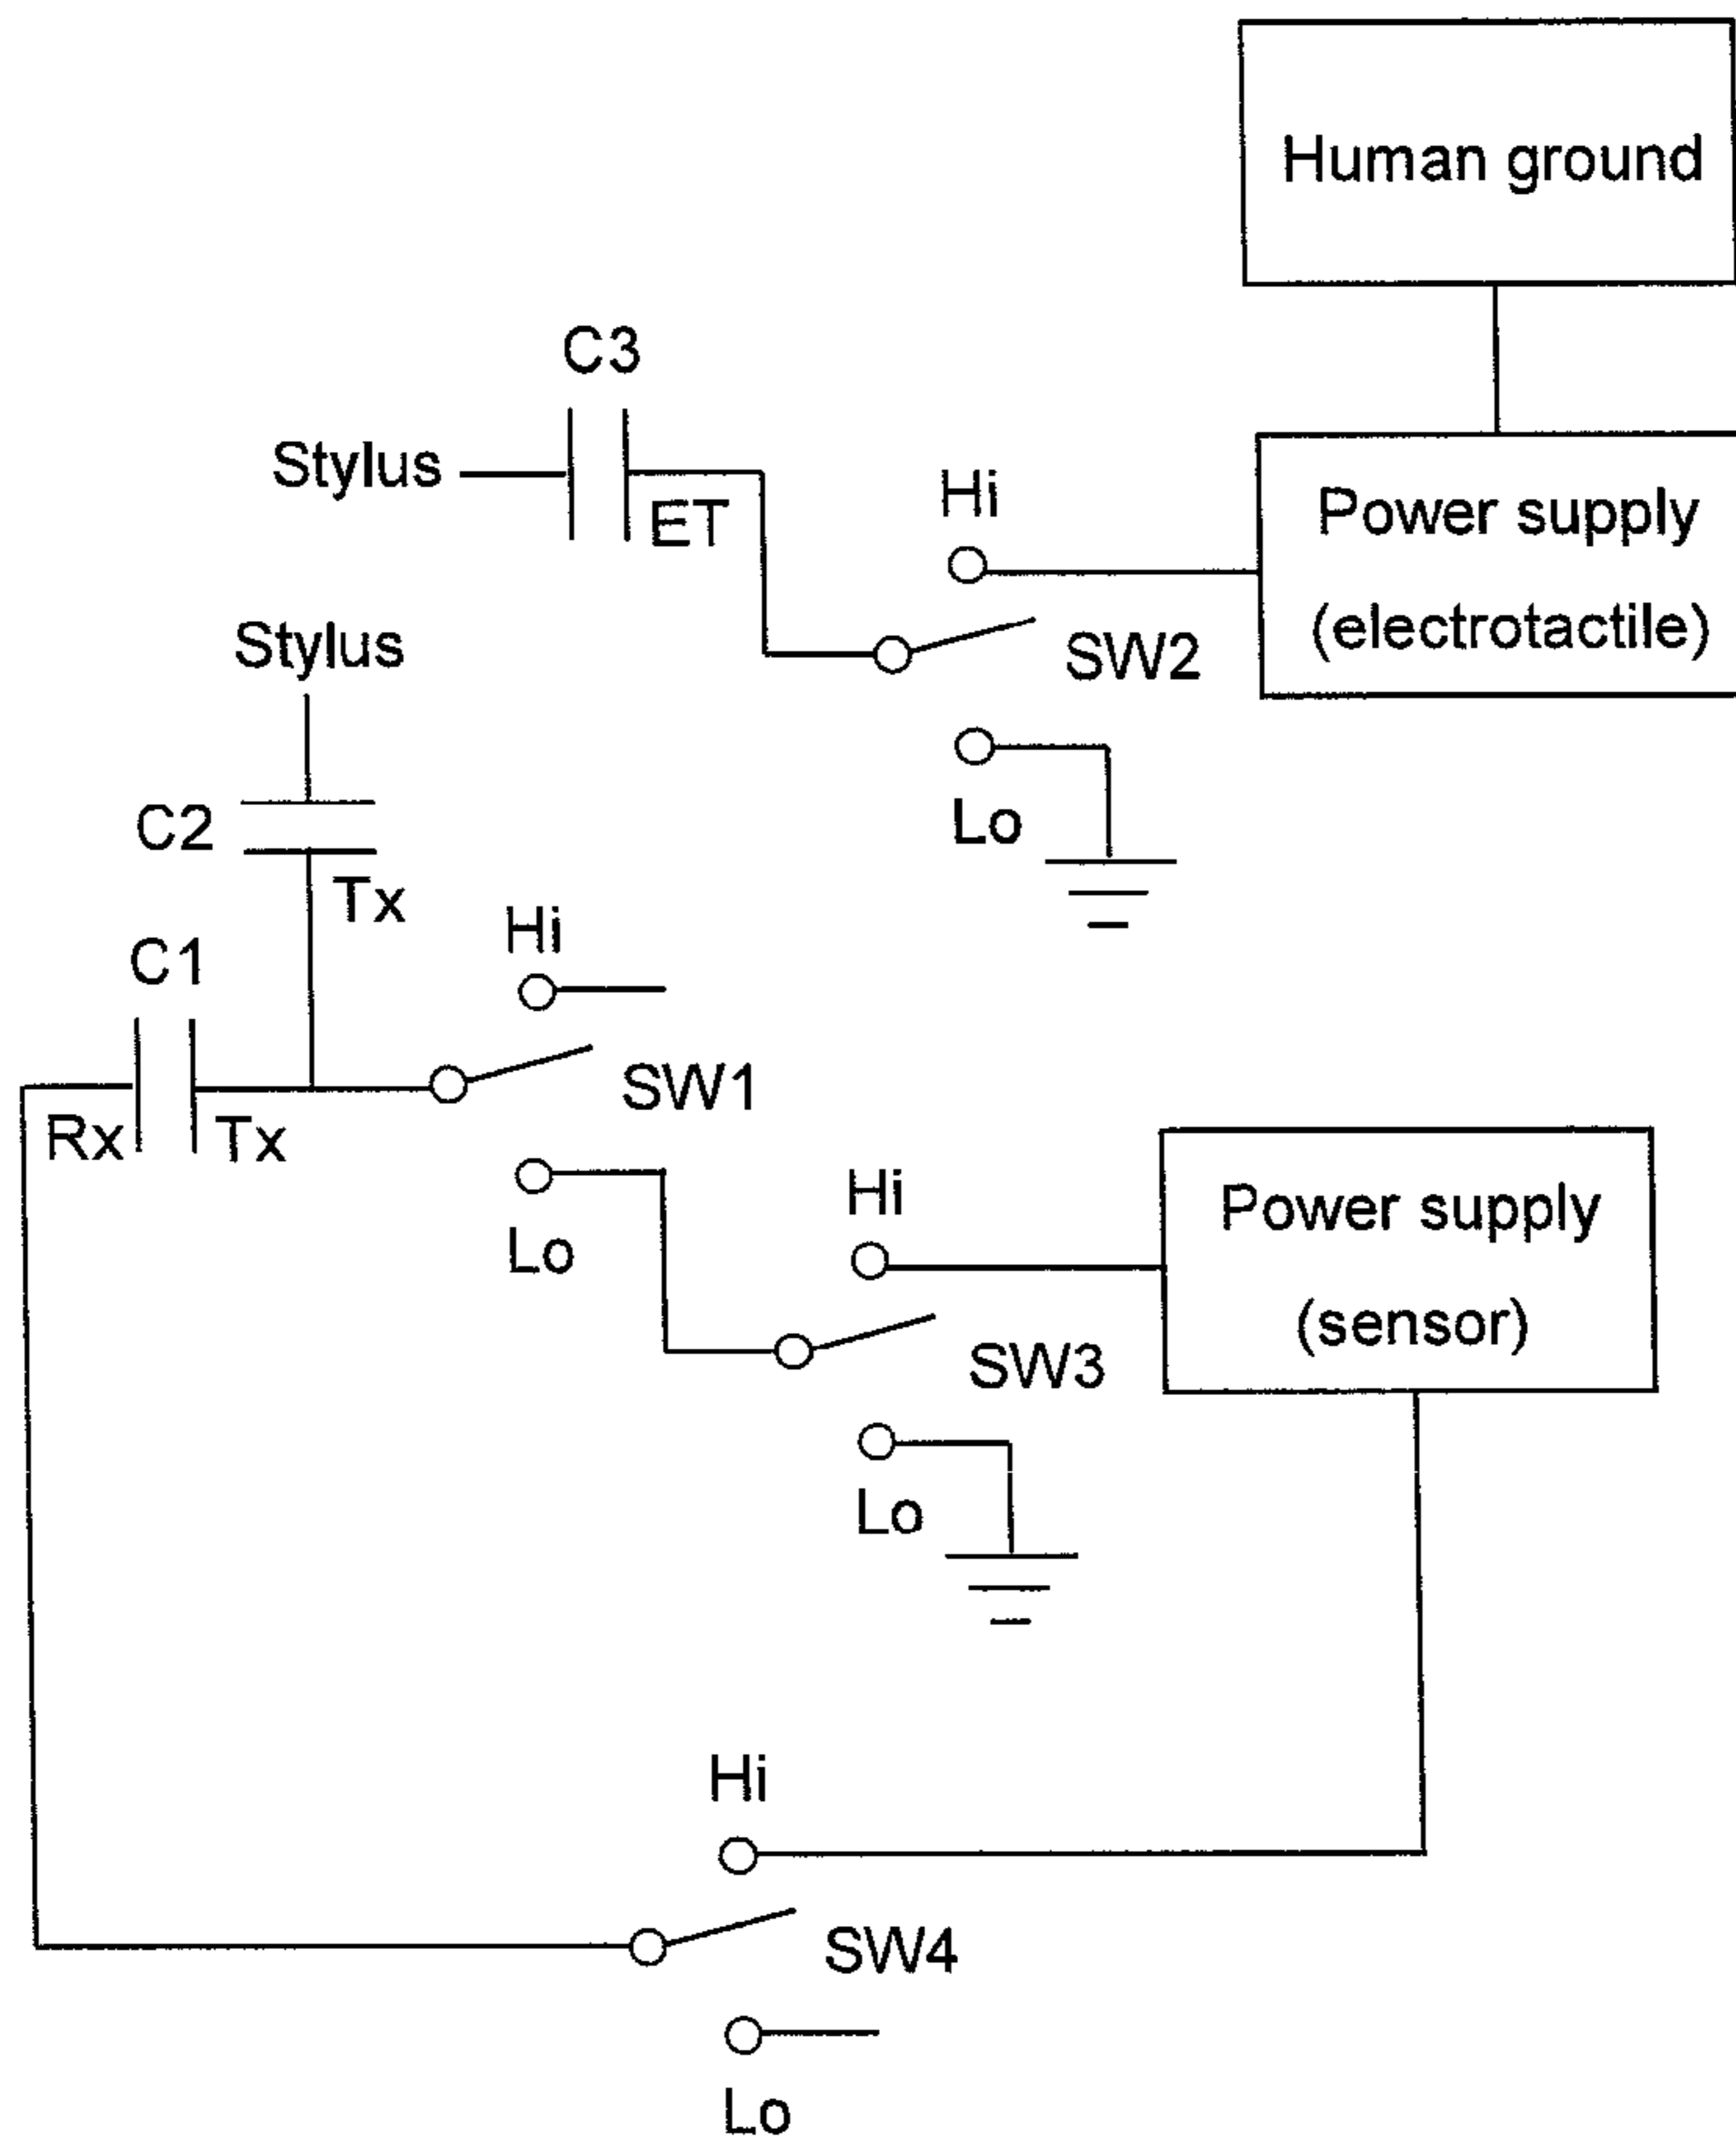 Human ground
C3
Stylus
ET
Hi
Power supply
(electrotactile)
SW2
Lo
Stylus
C2
Tx
C1
Hi
Rx
Tx
SW1
Lo
Hi
Power supply
(sensor)
SW3
Lo
Hi
SW4
Lo